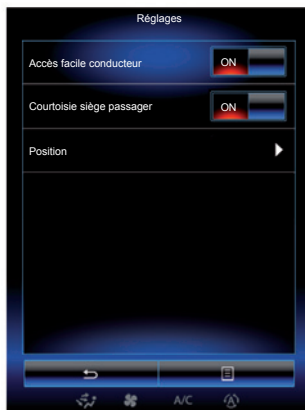 Réglages
Accès facile conducteur ON
Courtoisie siège passager ON
Position
A/C